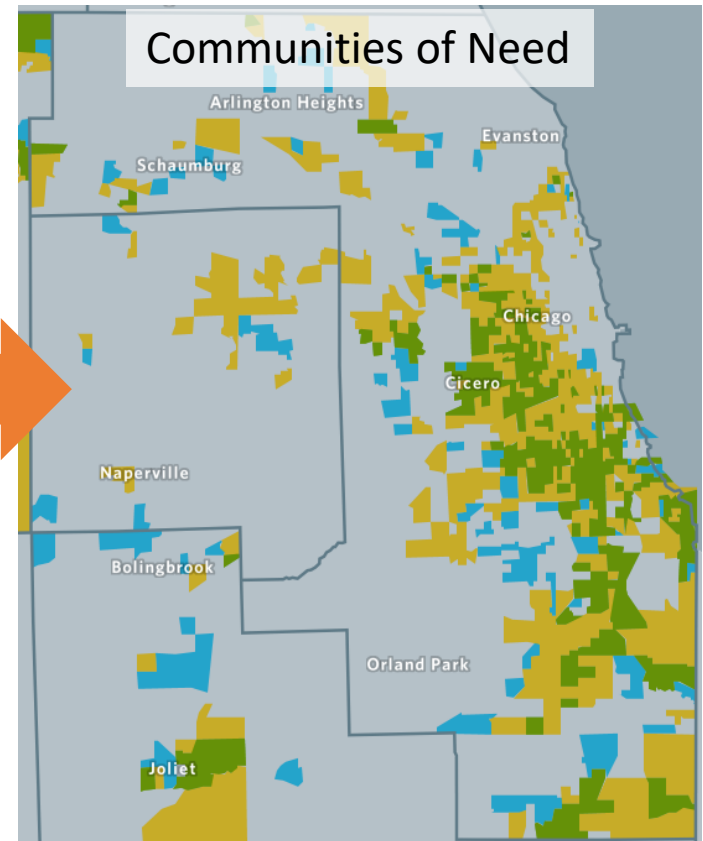 Communities of Need
Arlington Heights
Evanston
Schaumburg
Chicago
Cicero
Naperville
Bolingbrook
Orland Park
Joliet